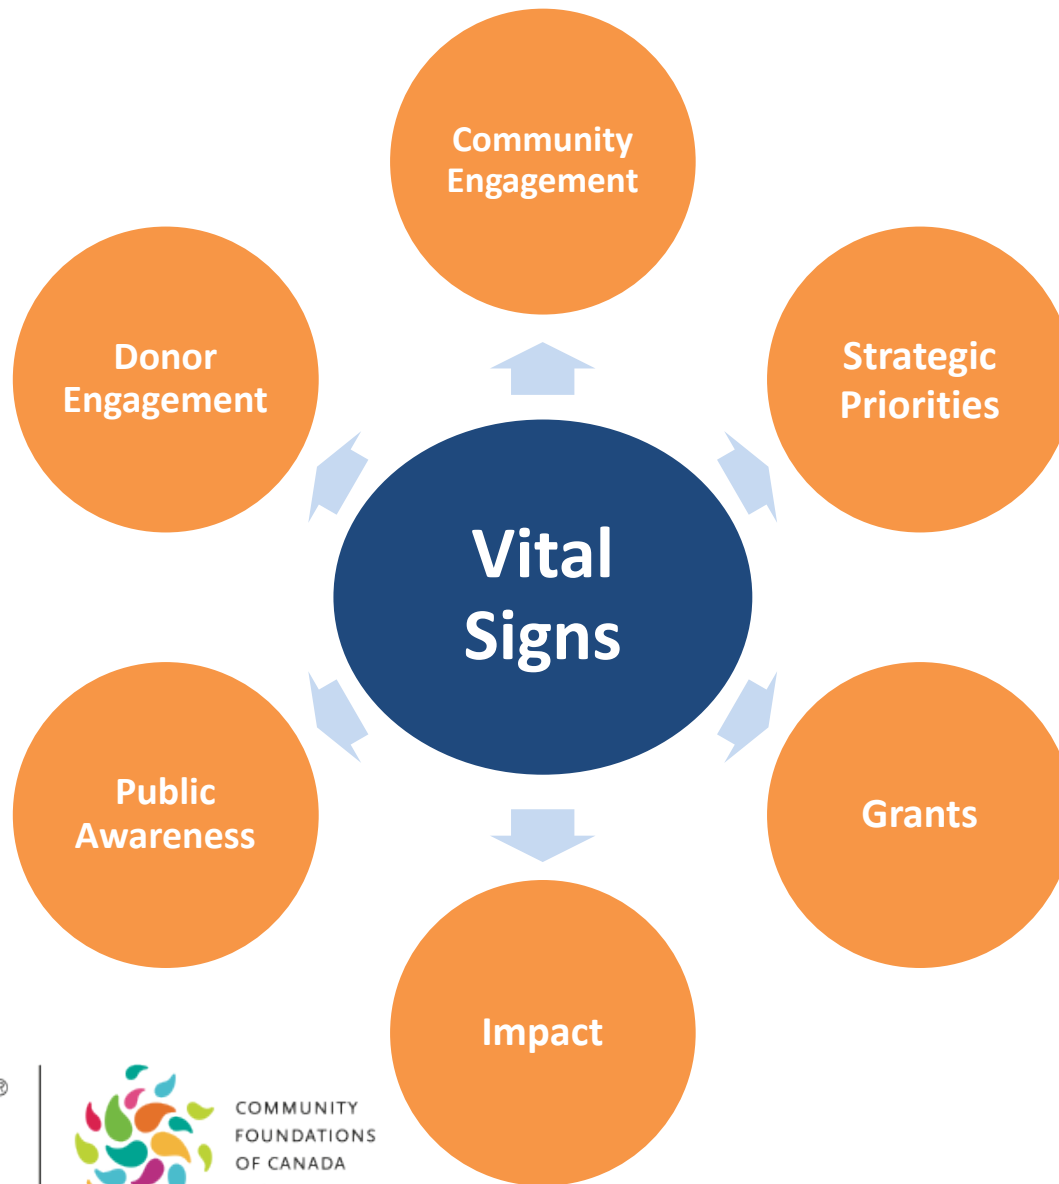 Community
Engagement
Donor
Engagement
Strategic
Priorities
Vital
Signs
Public
Awareness
Grants
Impact
®
COMMUNITY
FOUNDATIONS
OF CANADA